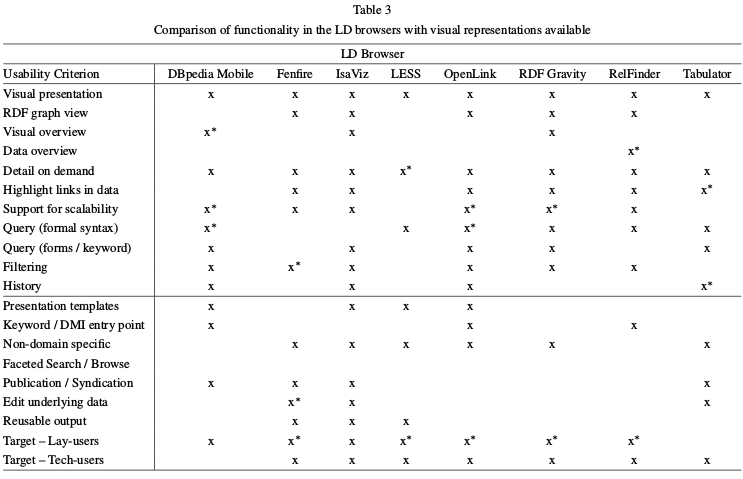 Table 3
Comparison of functionality in the LD browsers with visual representations available
LD Browser
Usability Criterion DBpedia Mobile Fenfire IsaViz LESS OpenLink RDF Gravity RelFinder Tabulator
Visual presentation x x x x x x x x
RDF graph view x x x x x
Visual overview x* x x
Data overview x*
Detail on demand x x x x* x x x x
Highlight links in data x x x x x x*
Support for scalability x* x x x* x* x
Query (formal syntax) x* x x* x x x
Query (forms / keyword) x x x x x
Filtering x x* x x x x
History x x x x*
Presentation templates x x x x
Keyword / DMI entry point x x x
Non-domain specific x x x x x x
Faceted Search / Browse
Publication / Syndication x x x x
Edit underlying data x* x x
Reusable output x x x
Target – Lay-users x x* x x* x* x* x*
Target – Tech-users x x x x x x x